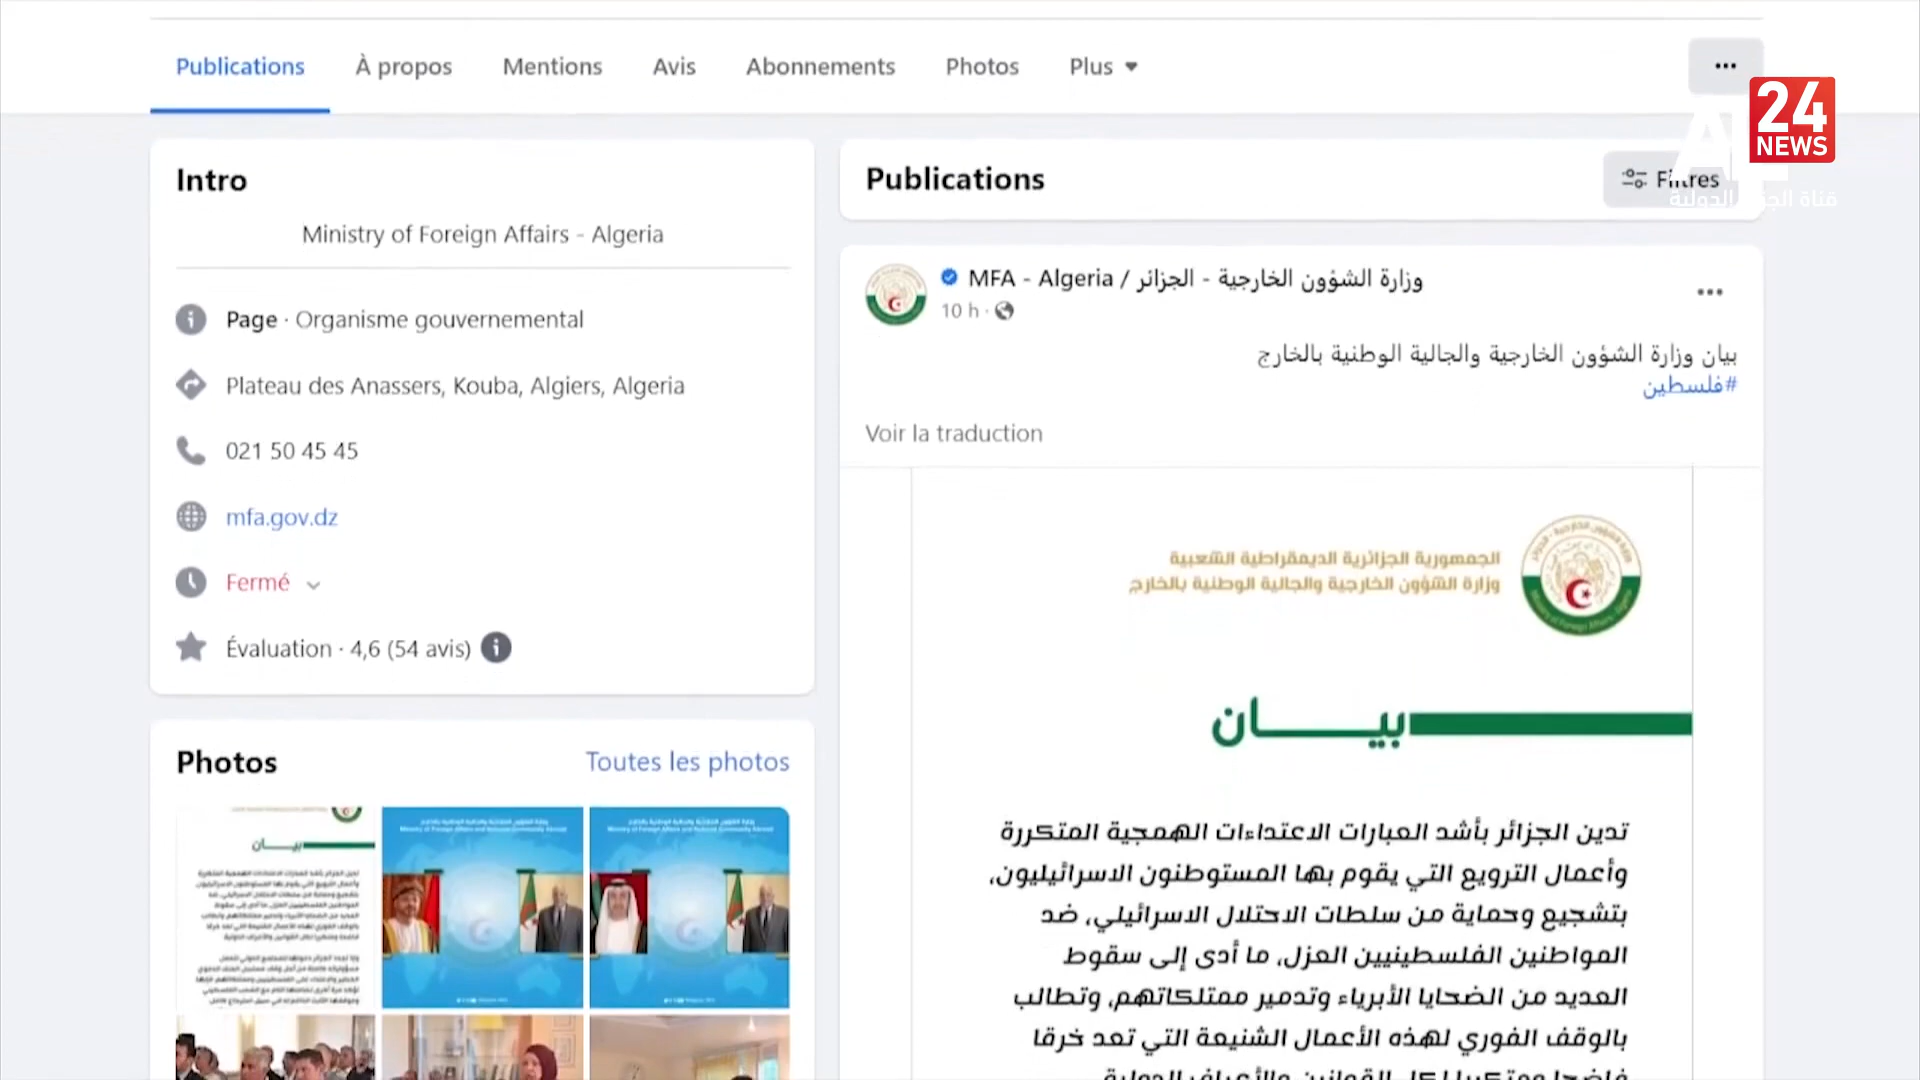 Publications
À propos
Mentions
Avis
Abonnements
Photos
Plus
24
NEWS
Intro
Ministry of Foreign Affairs - Algeria
Page · Organisme gouvernemental
Plateau des Anassers, Kouba, Algiers, Algeria
021 50 45 45
mfa.gov.dz
Fermé
Évaluation · 4,6 (54 avis)
Photos
Toutes les photos
Publications
Filtres
MFA - Algeria / وزارة الشؤون الخارجية - الجزائر
10 h ·
بيان وزارة الشؤون الخارجية والجالية الوطنية بالخارج
#فلسطين
Voir la traduction
الجمهورية الجزائرية الديمقراطية الشعبية
وزارة الشؤون الخارجية والجالية الوطنية بالخارج
بيـــــان
تدين الجزائر بأشد العبارات الاعتداءات الهمجية المتكررة
وأعمال الترويع التي يقوم بها المستوطنون الاسرائيليون،
بتشجيع وحماية من سلطات الاحتلال الاسرائيلي، ضد
المواطنين الفلسطينيين العزل، ما أدى إلى سقوط
العديد من الضحايا الأبرياء وتدمير ممتلكاتهم، وتطالب
بالوقف الفوري لهذه الأعمال الشنيعة التي تعد خرقا